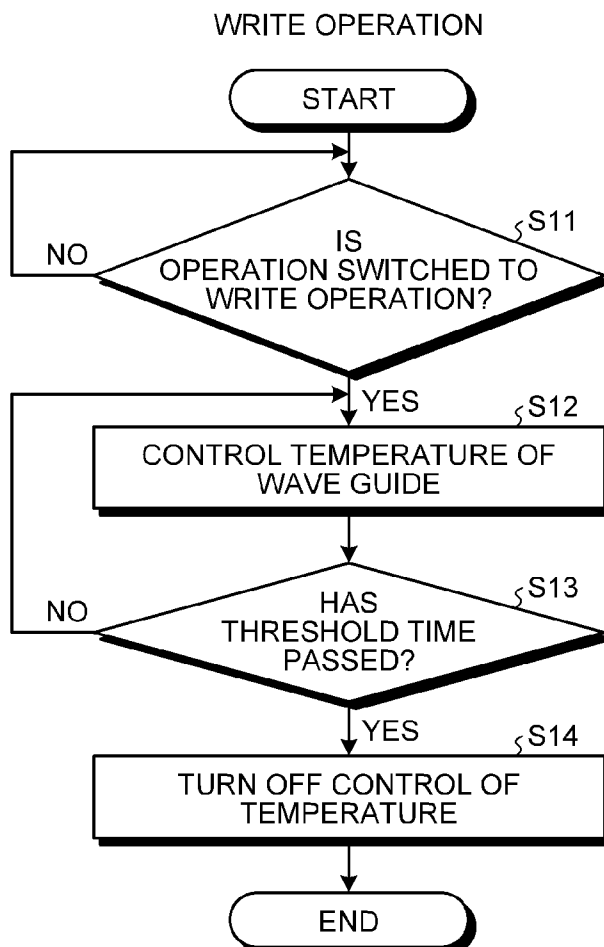 WRITE OPERATION
START
S11
IS
OPERATION SWITCHED TO
WRITE OPERATION?
NO
YES
S12
CONTROL TEMPERATURE OF
WAVE GUIDE
S13
HAS
THRESHOLD TIME
PASSED?
NO
YES
S14
TURN OFF CONTROL OF
TEMPERATURE
END